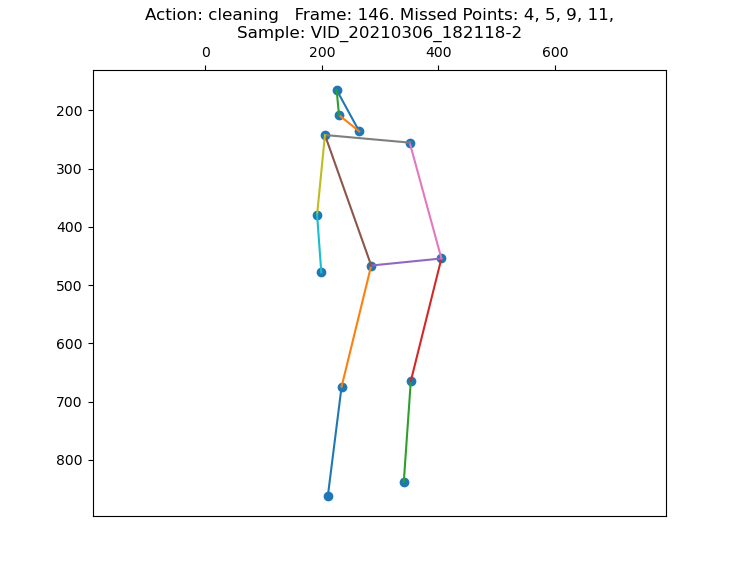 Action: cleaning   Frame: 146. Missed Points: 4, 5, 9, 11,
Sample: VID_20210306_182118-2
0 200 400 600
200
300
400
500
600
700
800